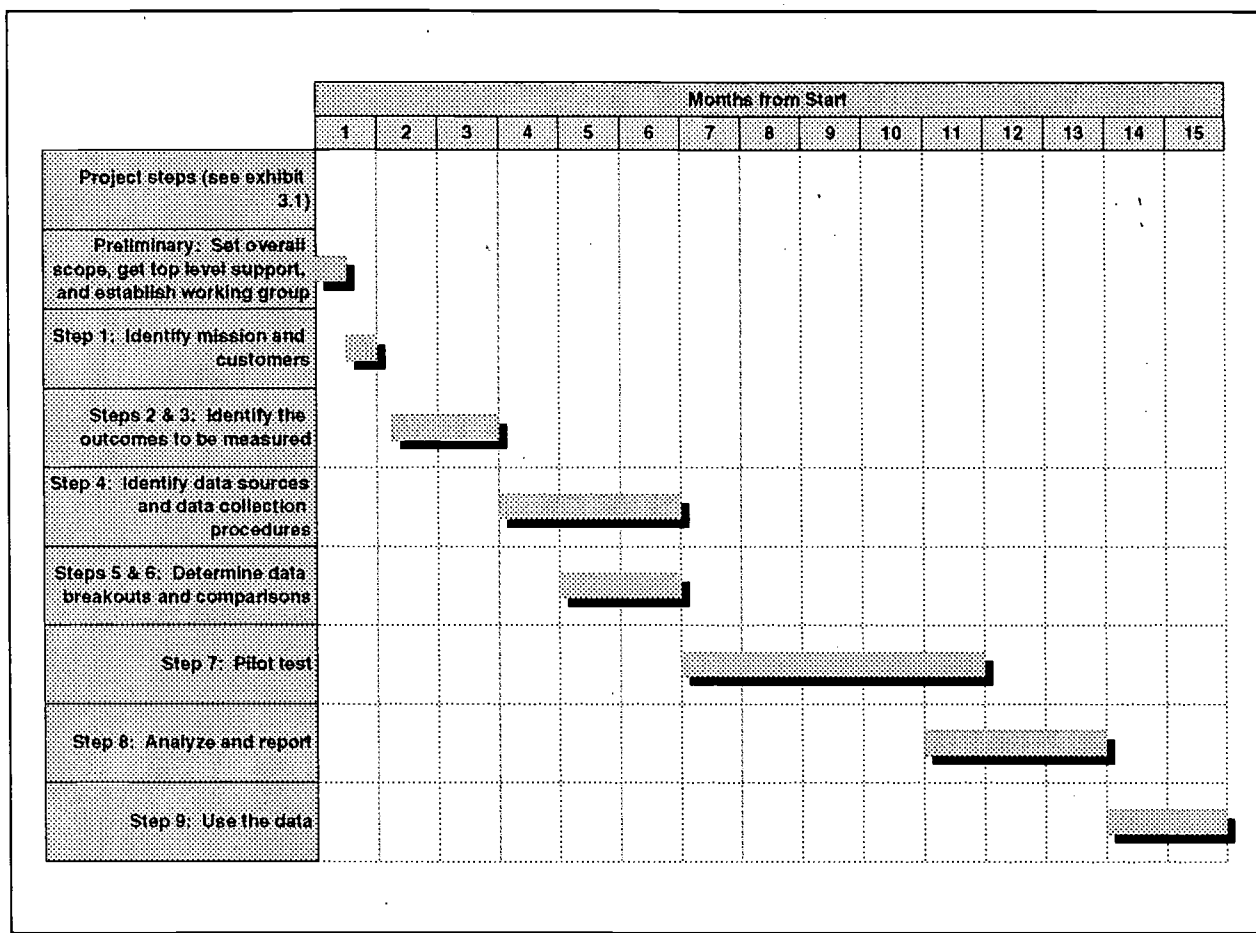 Months from Start
1 2 3 4 5 6 7 8 9 10 11 12 13 14 15
Project steps (see exhibit
3.1)
Preliminary: Set overall
scope, get top level support,
and establish working group
Step 1: Identify mission and
customers
Steps 2 & 3: Identify the
outcomes to be measured
Step 4: Identify data sources
and data collection
procedures
Steps 5 & 6: Determine data
breakouts and comparisons
Step 7: Pilot test
Step 8: Analyze and report
Step 9: Use the data